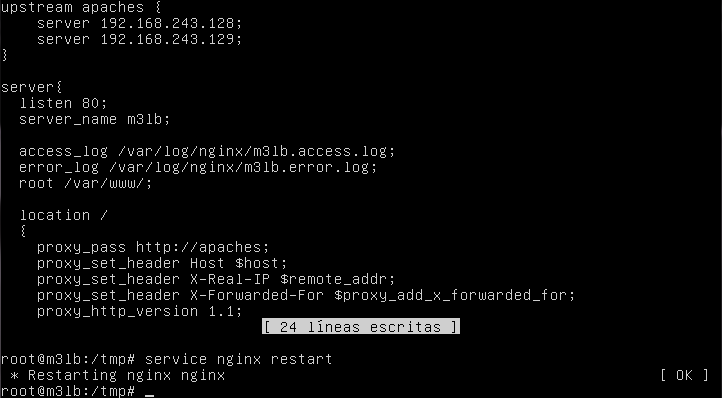 upstream apaches {
    server 192.168.243.128;
    server 192.168.243.129;
}
server{
  listen 80;
  server_name m3lb;
  access_log /var/log/nginx/m3lb.access.log;
  error_log /var/log/nginx/m3lb.error.log;
  root /var/www/;
  location /
  {
    proxy_pass http://apaches;
    proxy_set_header Host $host;
    proxy_set_header X-Real-IP $remote_addr;
    proxy_set_header X-Forwarded-For $proxy_add_x_forwarded_for;
    proxy_http_version 1.1;
[ 24 líneas escritas ]
root@m3lb:/tmp# service nginx restart
 * Restarting nginx nginx [ OK ]
root@m3lb:/tmp# _